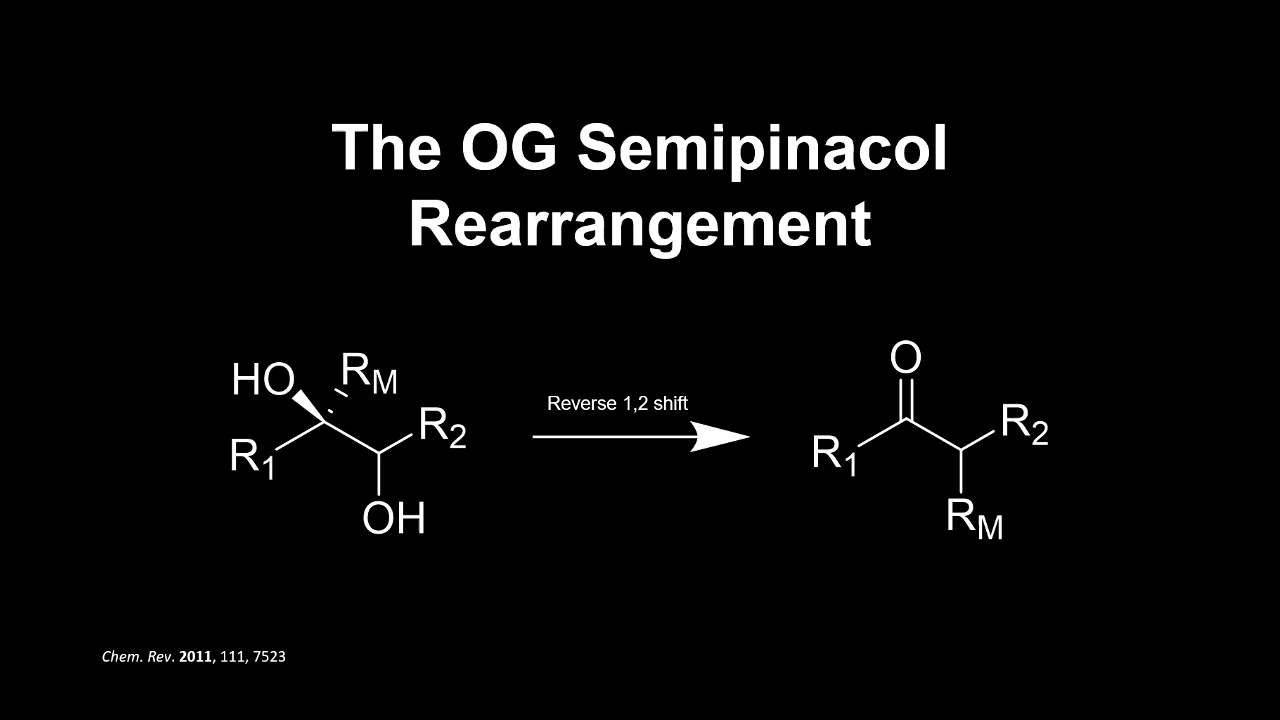 The OG Semipinacol
Rearrangement
HO
R_M
R_1
R_2
OH
Reverse 1,2 shift
O
R_1
R_2
R_M
Chem. Rev. 2011, 111, 7523